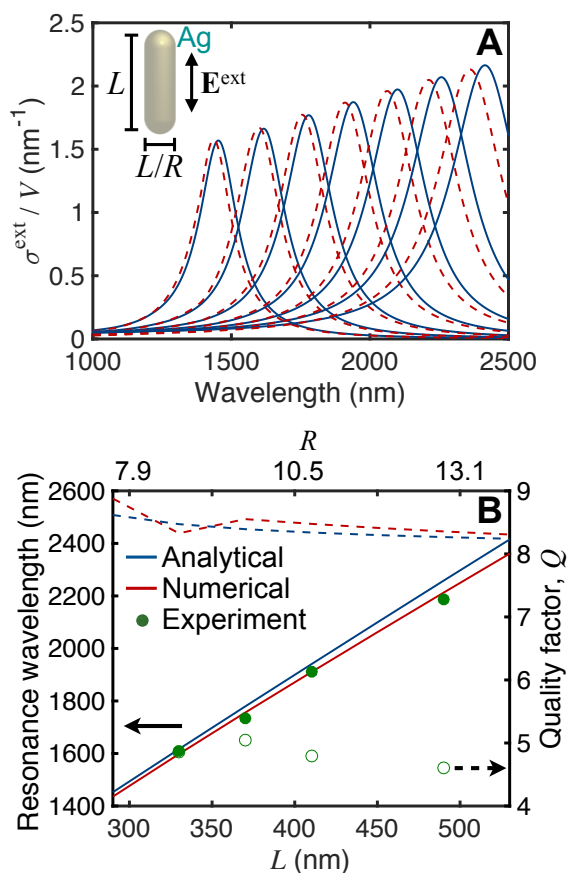 A
Ag
L
E^ext
L/R
σ^ext / V (nm⁻¹)
2.5
2
1.5
1
0.5
0
1000
1500
2000
2500
Wavelength (nm)
R
7.9
10.5
13.1
B
Resonance wavelength (nm)
2600
2400
2200
2000
1800
1600
1400
Analytical
Numerical
Experiment
9
8
7
6
5
4
Quality factor, Q
300
350
400
450
500
L (nm)